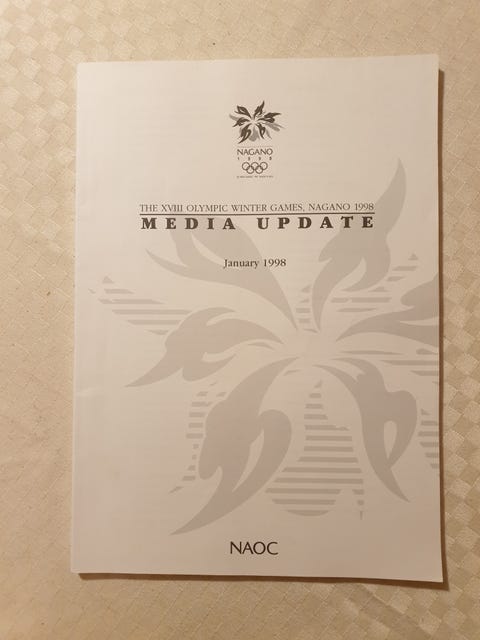 NAGANO
1998
THE XVIII OLYMPIC WINTER GAMES, NAGANO 1998
MEDIA UPDATE
January 1998
NAOC